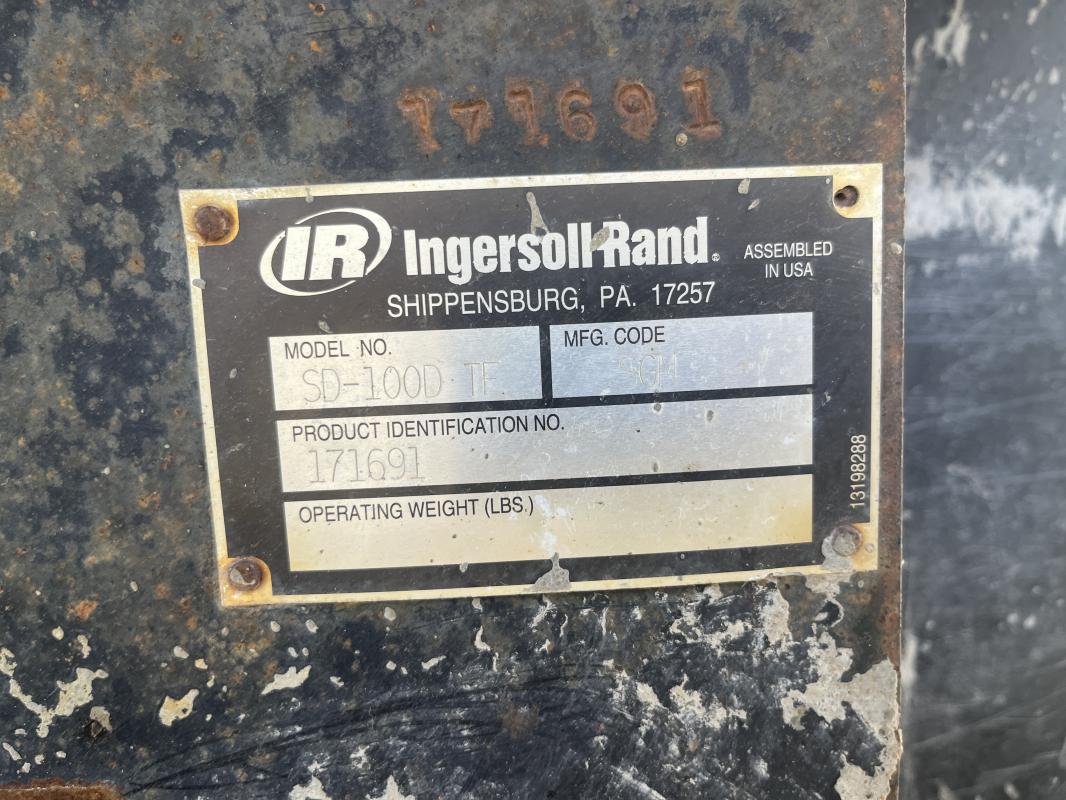 171691
IR Ingersoll-Rand®
ASSEMBLED
IN USA
SHIPPENSBURG, PA. 17257
MODEL NO.
SD-100D TF
MFG. CODE
PRODUCT IDENTIFICATION NO.
171691
OPERATING WEIGHT (LBS.)
13198288